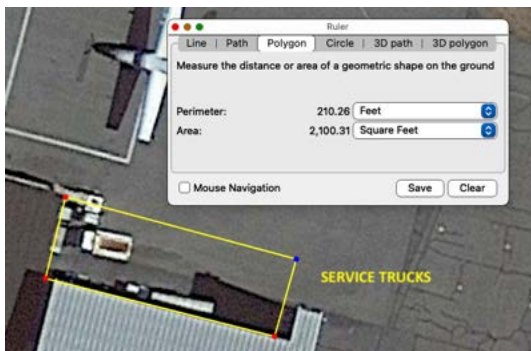 Ruler
Line | Path | Polygon | Circle | 3D path | 3D polygon
Measure the distance or area of a geometric shape on the ground
Perimeter: 210.26 Feet
Area: 2,100.31 Square Feet
Mouse Navigation Save Clear
SERVICE TRUCKS